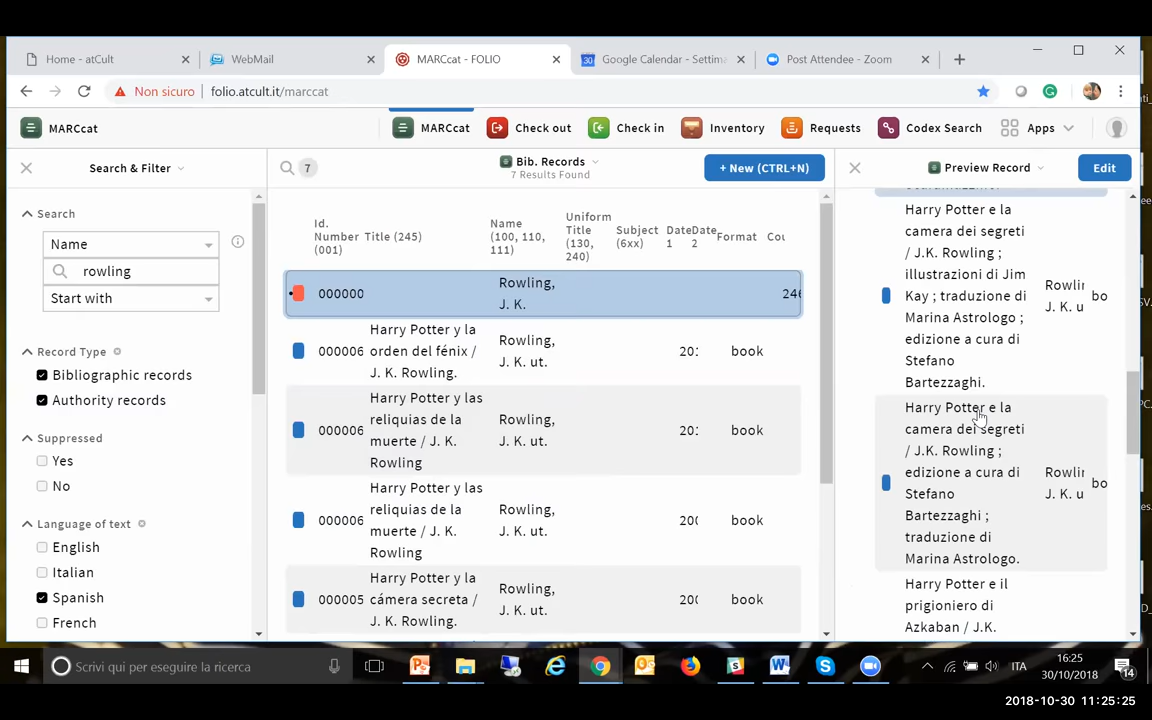 Home - atCult
WebMail
MARCcat - FOLIO
Google Calendar - Settima
Post Attendee - Zoom
Non sicuro
folio.atcult.it/marccat
MARCcat
MARCcat
Check out
Check in
Inventory
Requests
Codex Search
Apps
Search & Filter
7
Bib. Records
7 Results Found
+ New (CTRL+N)
Preview Record
Edit
Search
Name
rowling
Start with
Record Type
Bibliographic records
Authority records
Suppressed
Yes
No
Language of text
English
Italian
Spanish
French
Id.
Number
(001)
Title (245)
Name
(100, 110,
111)
Uniform
Title
(130,
240)
Subject
(6xx)
Date
1
Date
2
Format
000000
Rowling,
J. K.
246
000006
Harry Potter y la
orden del fénix /
J. K. Rowling.
Rowling,
J. K. ut.
book
000006
Harry Potter y las
reliquias de la
muerte / J. K.
Rowling
Rowling,
J. K. ut.
book
000006
Harry Potter y las
reliquias de la
muerte / J. K.
Rowling
Rowling,
J. K. ut.
200
book
000005
Harry Potter y la
cámera secreta /
J. K. Rowling.
Rowling,
J. K. ut.
200
book
Harry Potter e la
camera dei segreti
/ J.K. Rowling ;
illustrazioni di Jim
Kay ; traduzione di
Marina Astrologo ;
edizione a cura di
Stefano
Bartezzaghi.
Rowlin
J. K. u
bo
Harry Potter e la
camera dei segreti
/ J.K. Rowling ;
edizione a cura di
Stefano
Bartezzaghi ;
traduzione di
Marina Astrologo.
Rowlin
J. K. u
bo
Harry Potter e il
prigioniero di
Azkaban / J.K.
Scrivi qui per eseguire la ricerca
ITA
16:25
30/10/2018
14
2018-10-30 11:25:25